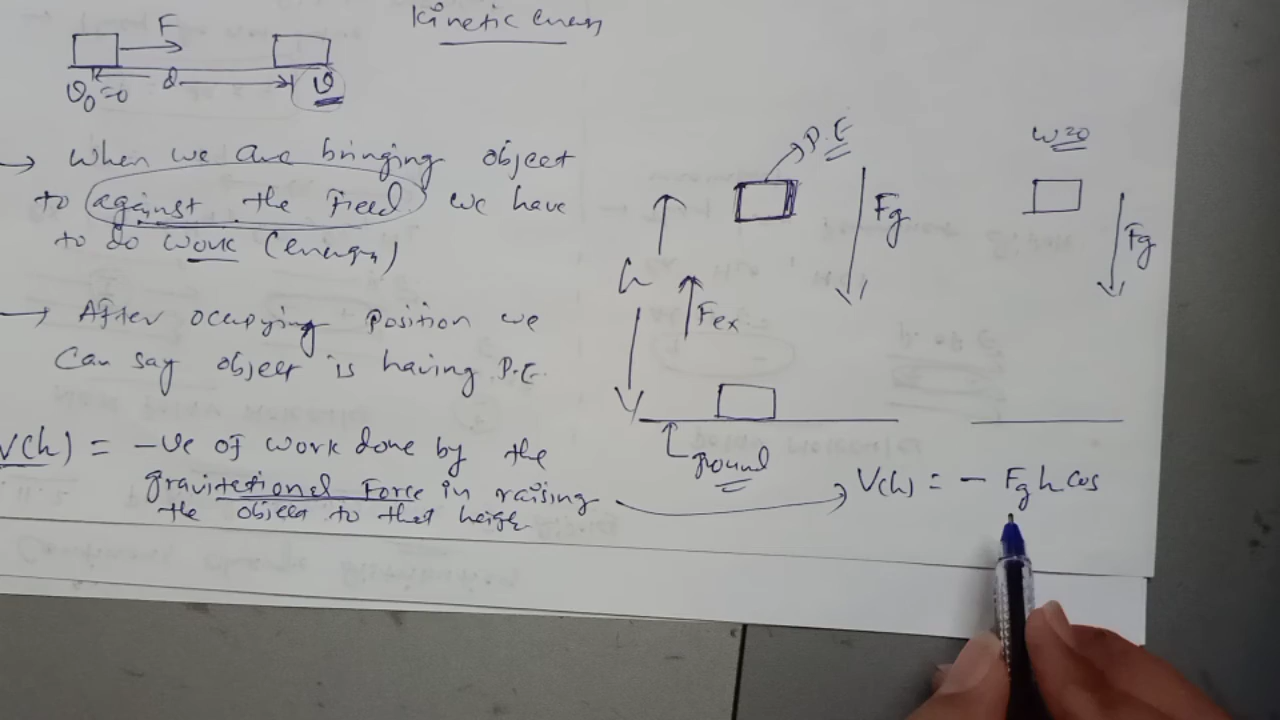 Kinetic energy
F
v₀=0
d
v
→ When we are bringing object
to against the Field we have
to do work (energy)
→ After occupying Position we
Can say object is having P.E.
V(h) = -ve of work done by the
gravitational Force in raising
the object to that height
P.E
Fg
h
Fex
ground
w=0
Fg
V(h) = - Fg h cos